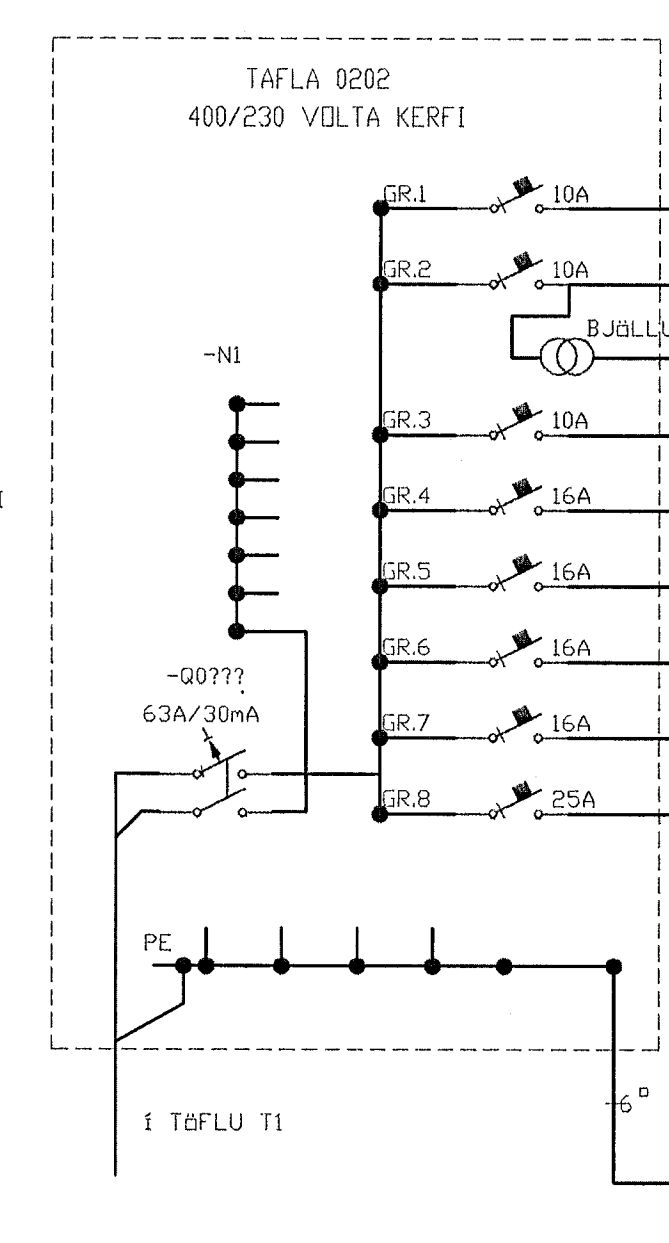 TAFLA 0202
400/230 VOLTA KERFI
GR.1 10A
GR.2 10A
BJöLLU
-N1
GR.3 10A
GR.4 16A
GR.5 16A
GR.6 16A
-Q0???
63A/30mA
GR.7 16A
GR.8 25A
PE
6
í TöFLU T1